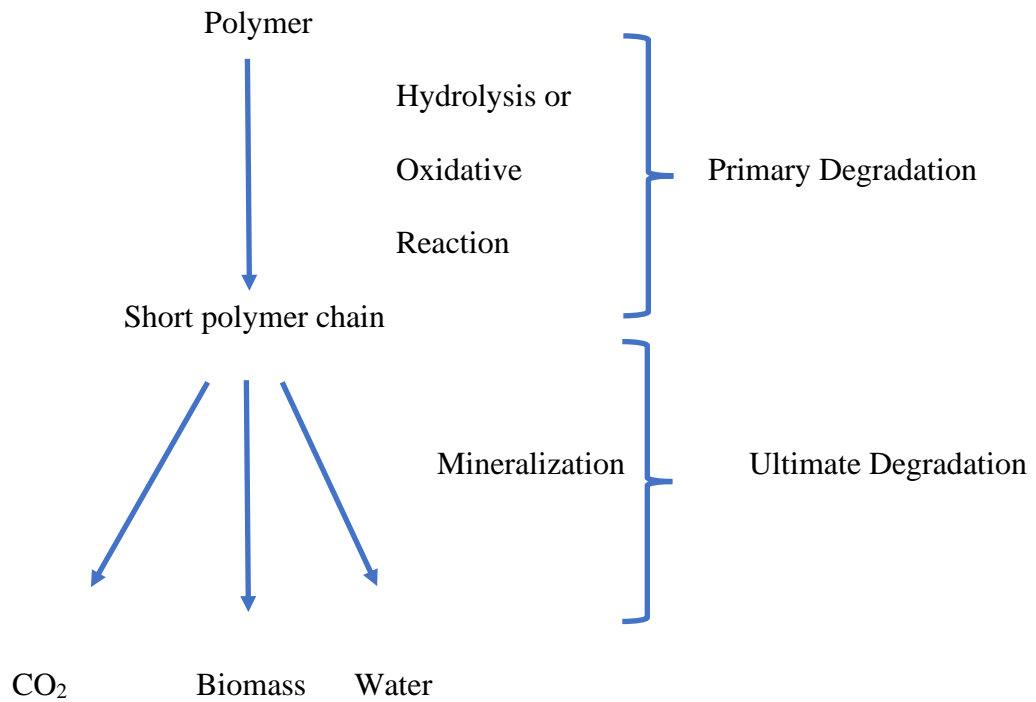 Polymer
Hydrolysis or
Oxidative
Reaction
Primary Degradation
Short polymer chain
Mineralization
Ultimate Degradation
CO₂
Biomass
Water